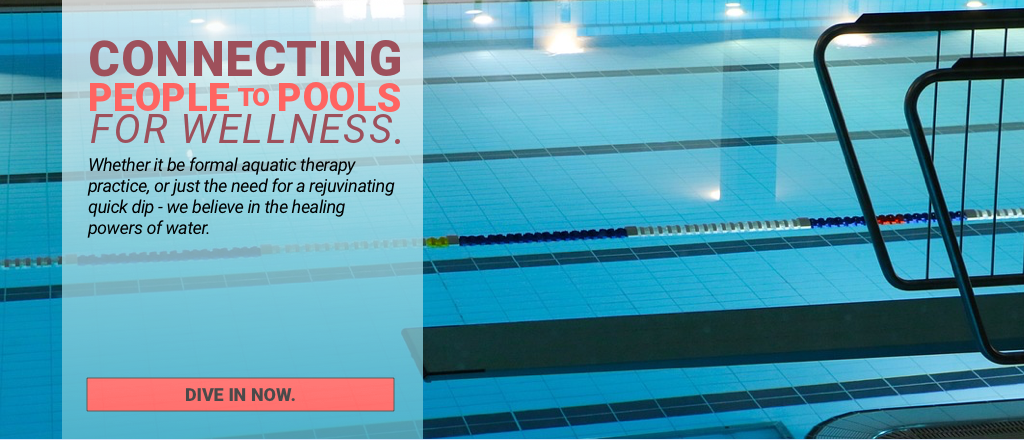 CONNECTING
PEOPLE TO POOLS
FOR WELLNESS.
Whether it be formal aquatic therapy
practice, or just the need for a rejuvinating
quick dip - we believe in the healing
powers of water.
DIVE IN NOW.